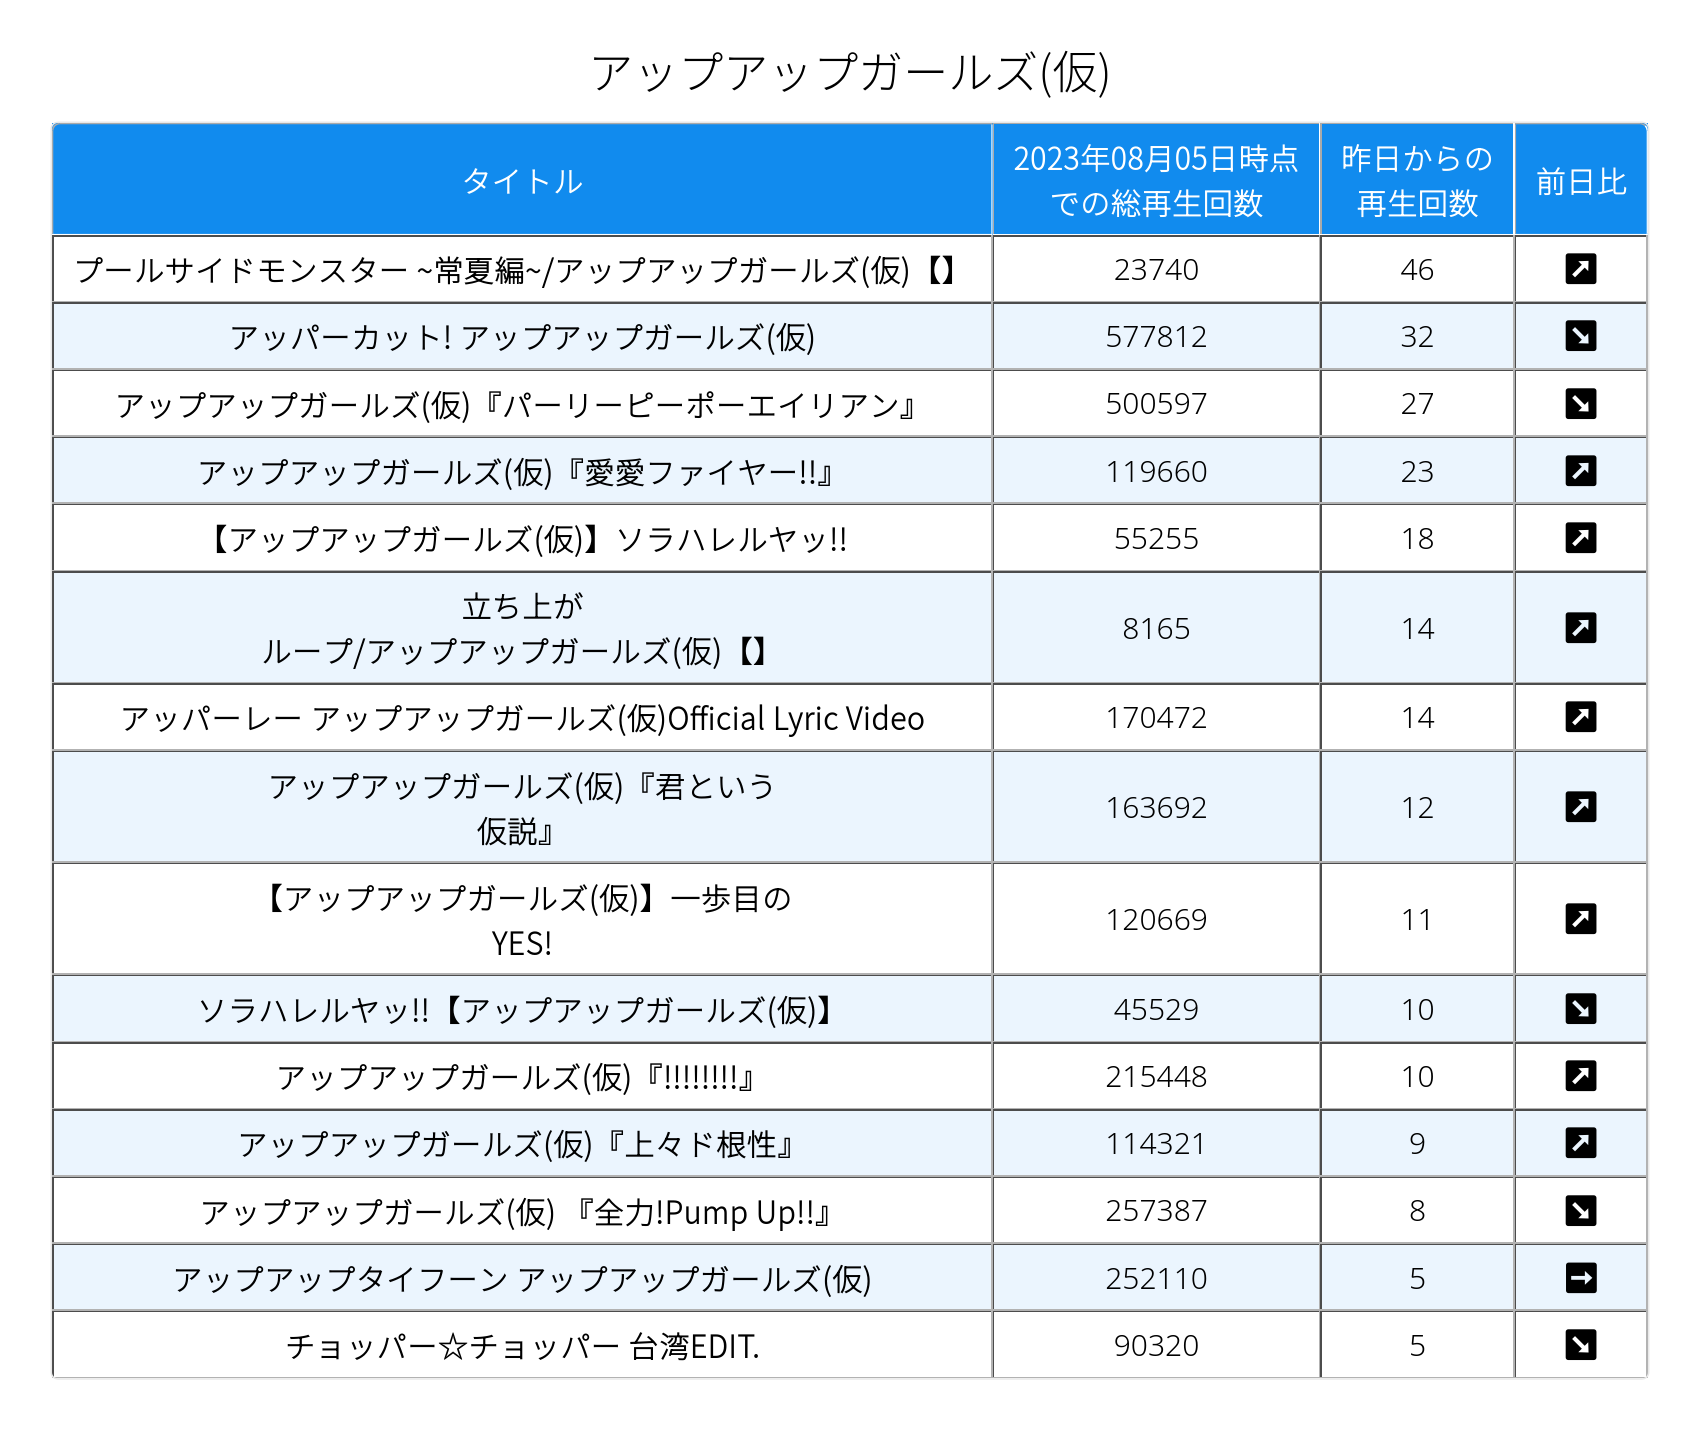 アップアップガールズ(仮)
タイトル
2023年08月05日時点
での総再生回数
昨日からの
再生回数
前日比
プールサイドモンスター ~常夏編~/アップアップガールズ(仮)【】 23740 46
アッパーカット! アップアップガールズ(仮) 577812 32
アップアップガールズ(仮)『パーリーピーポーエイリアン』 500597 27
アップアップガールズ(仮)『愛愛ファイヤー!!』 119660 23
【アップアップガールズ(仮)】ソラハレルヤッ!! 55255 18
立ち上が
ループ/アップアップガールズ(仮)【】 8165 14
アッパーレー アップアップガールズ(仮)Official Lyric Video 170472 14
アップアップガールズ(仮)『君という
仮説』 163692 12
【アップアップガールズ(仮)】一歩目の
YES! 120669 11
ソラハレルヤッ!!【アップアップガールズ(仮)】 45529 10
アップアップガールズ(仮)『!!!!!!!!』 215448 10
アップアップガールズ(仮)『上々ド根性』 114321 9
アップアップガールズ(仮) 『全力!Pump Up!!』 257387 8
アップアップタイフーン アップアップガールズ(仮) 252110 5
チョッパー☆チョッパー 台湾EDIT. 90320 5